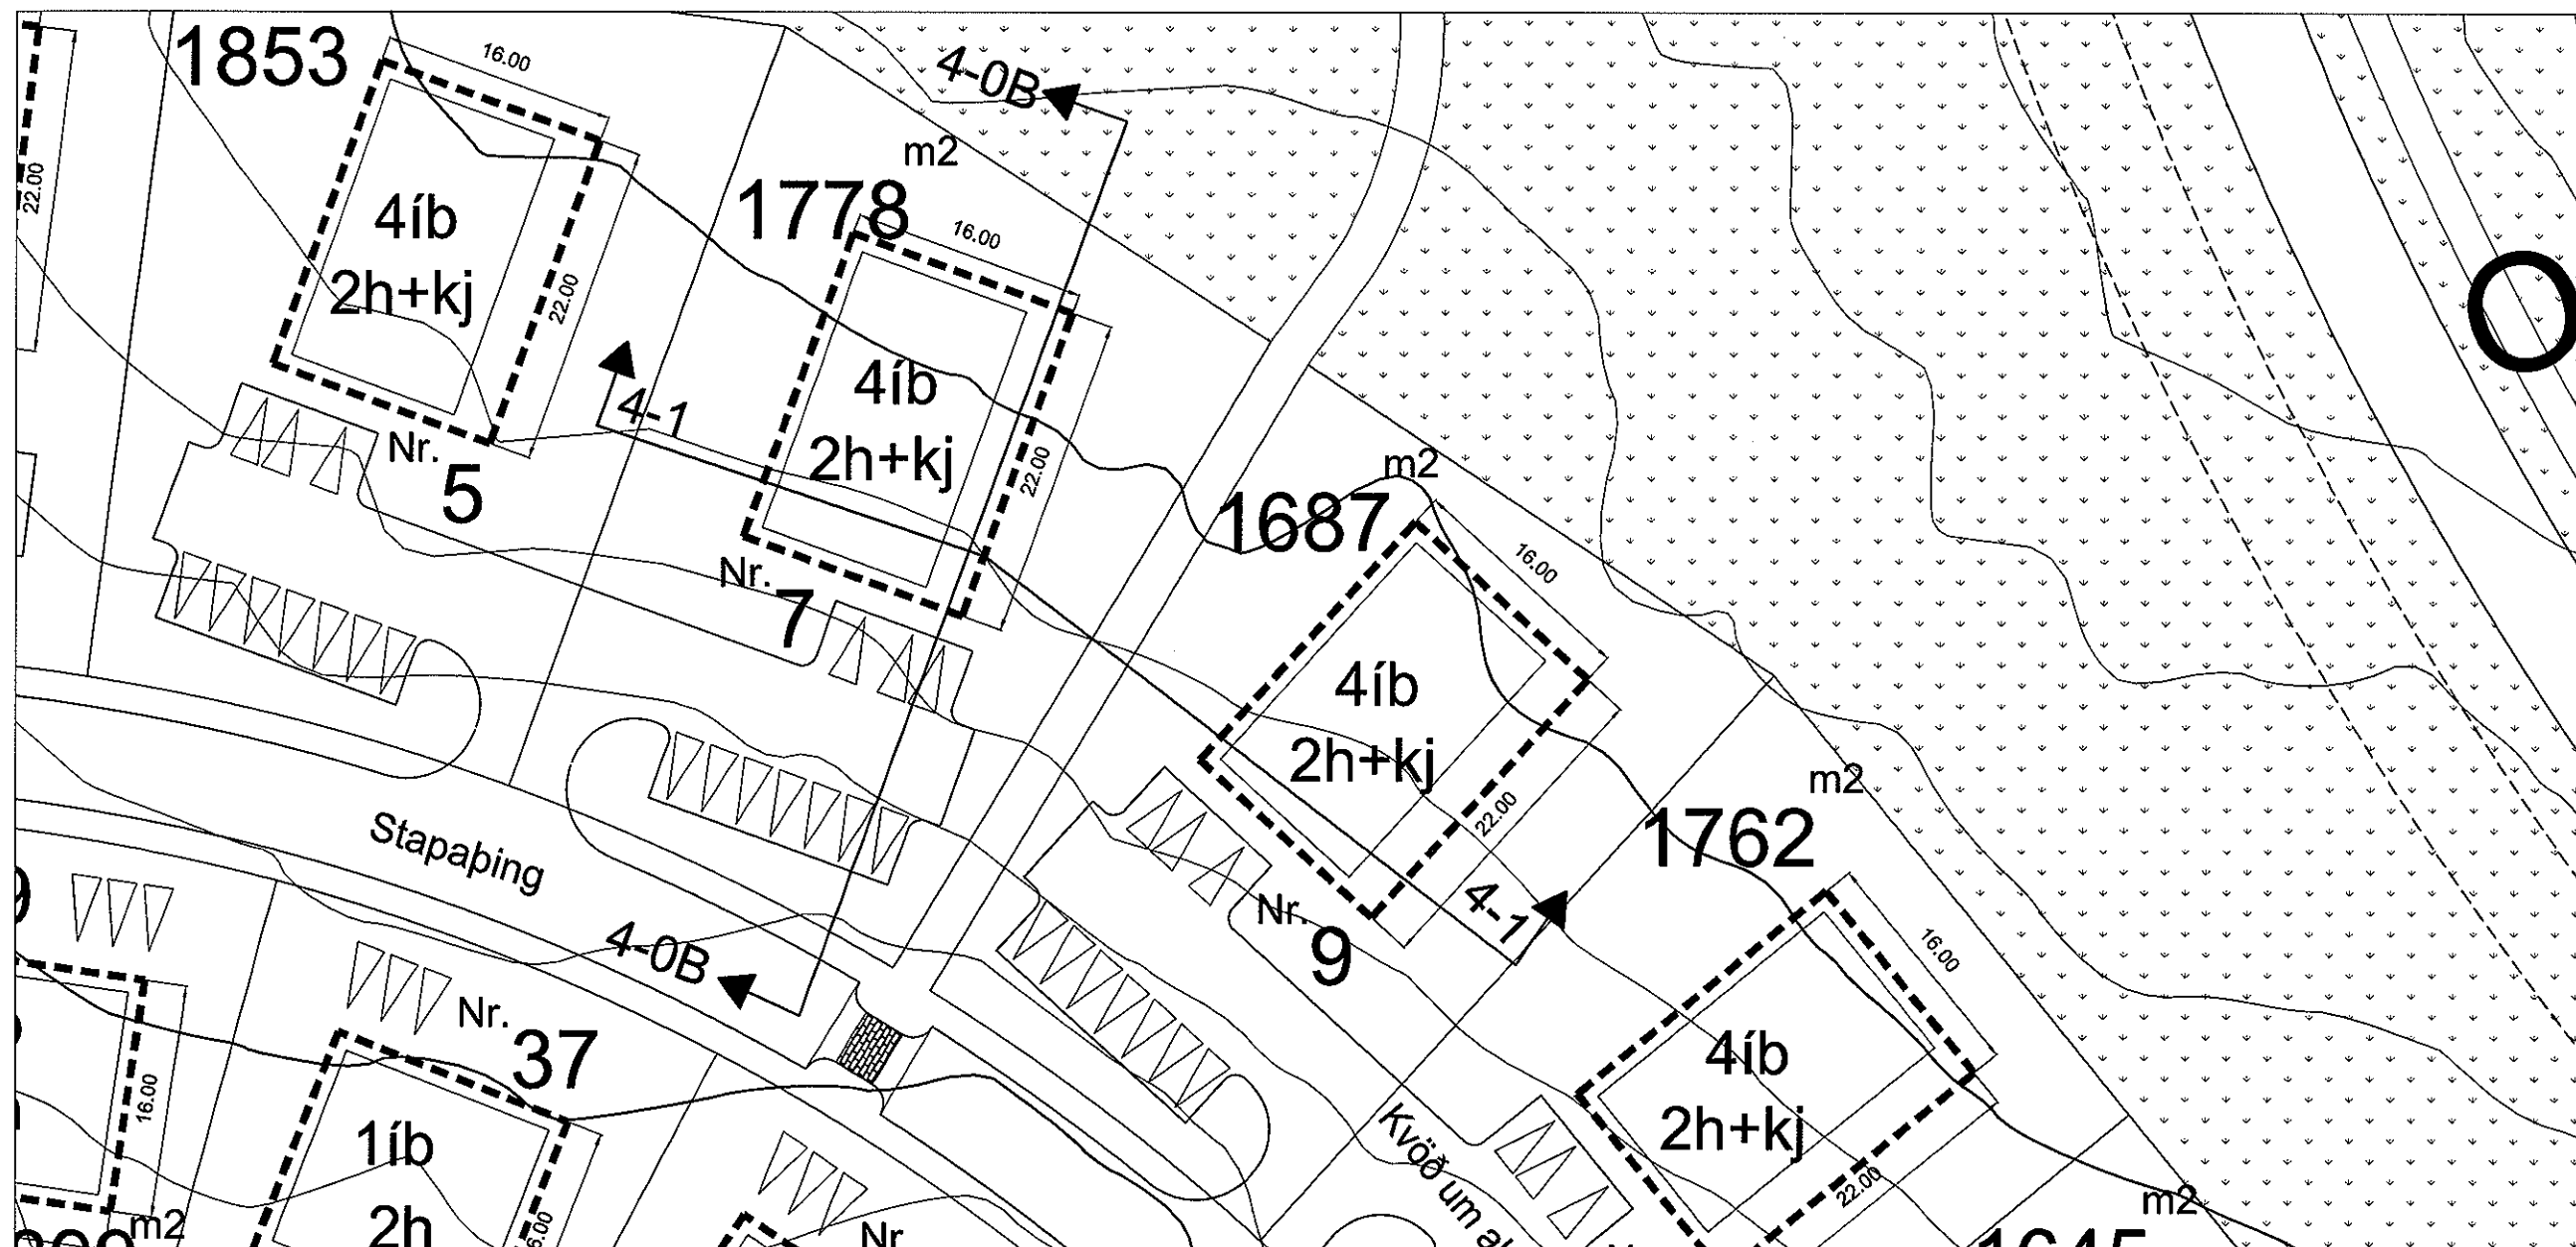 1853
16.00
22.00
4íb
2h+kj
22.00
Nr.
5
4-0B
m2
1778
16.00
4íb
2h+kj
22.00
4-1
Nr.
7
m2
1687
16.00
4íb
2h+kj
22.00
4-1
Nr.
9
m2
1762
16.00
4íb
2h+kj
22.00
Stapaþing
4-0B
Nr.
37
16.00
1íb
2h
m2
Nr
Kvöð um
m2
O